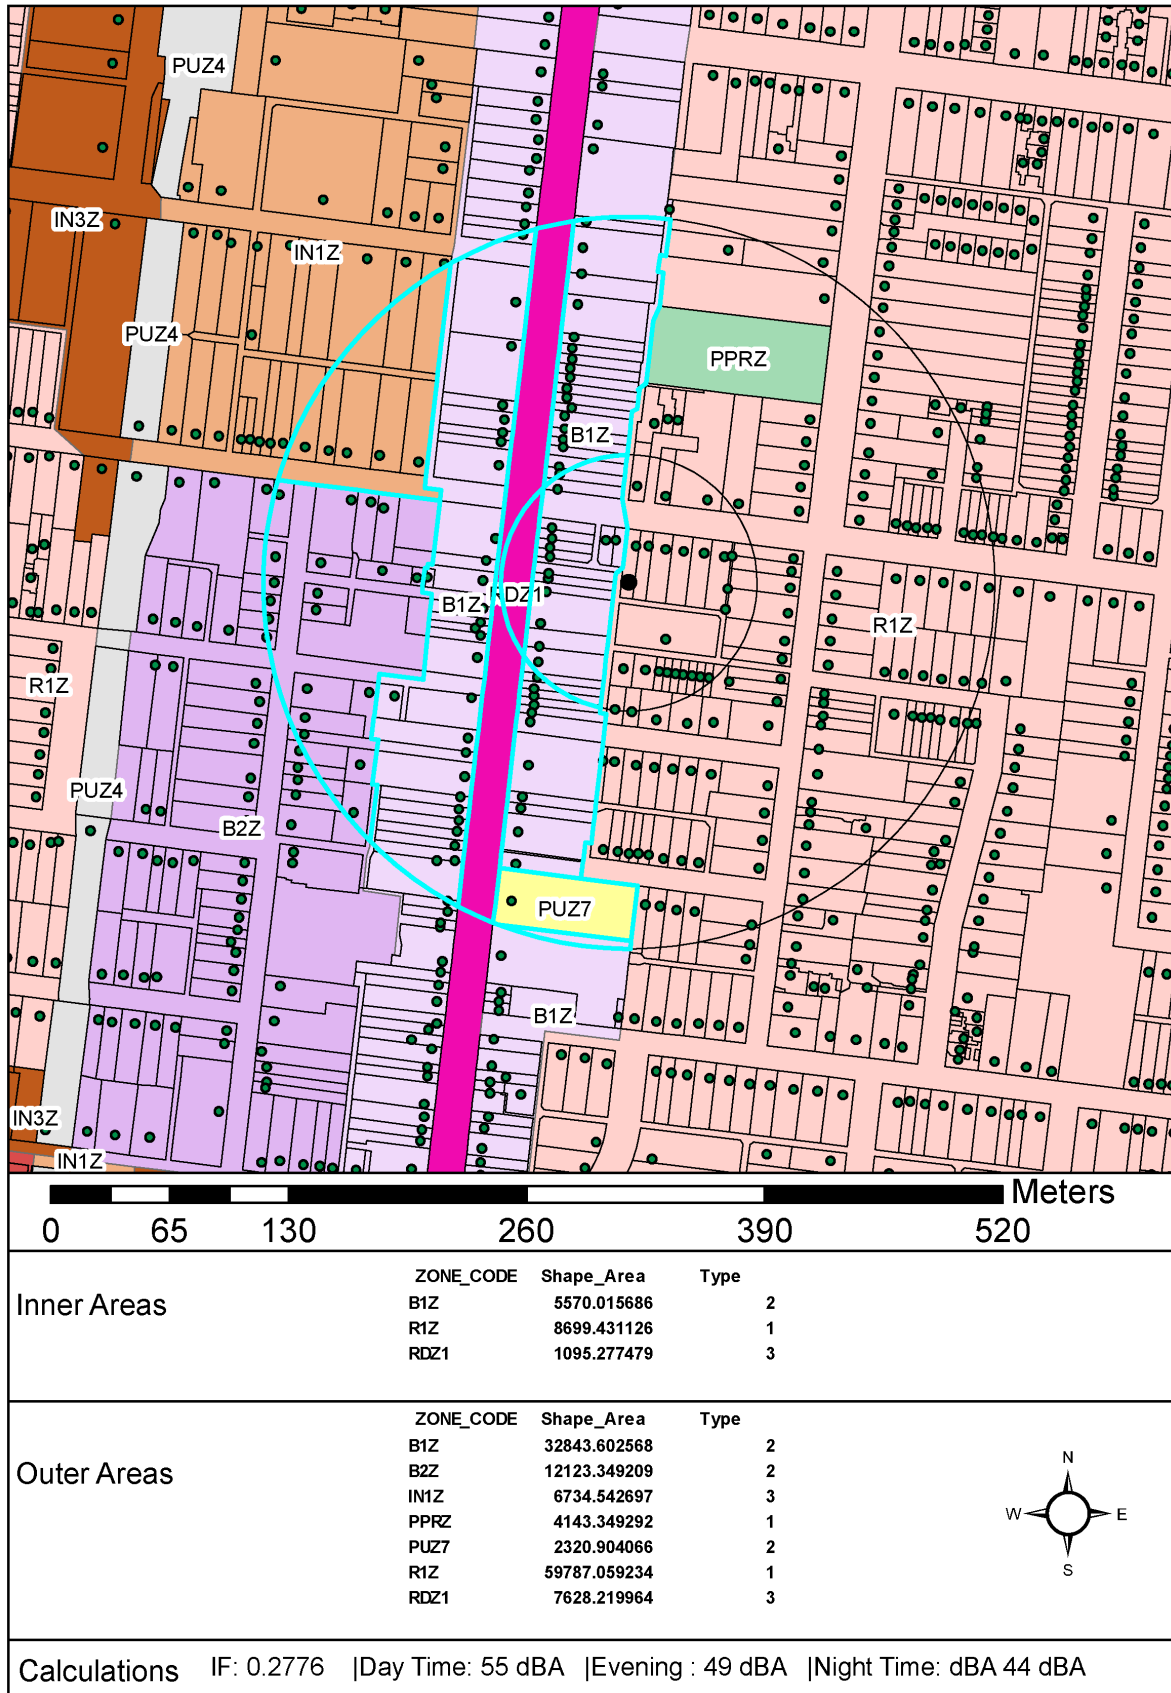 PUZ4
IN3Z
IN1Z
PUZ4
PPRZ
B1Z
B1Z
RDZ1
R1Z
R1Z
PUZ4
B2Z
PUZ7
B1Z
IN3Z
IN1Z
Meters
0 65 130 260 390 520
Inner Areas
ZONE_CODE Shape_Area Type
B1Z 5570.015686 2
R1Z 8699.431126 1
RDZ1 1095.277479 3
Outer Areas
ZONE_CODE Shape_Area Type
B1Z 32843.602568 2
B2Z 12123.349209 2
IN1Z 6734.542697 3
PPRZ 4143.349292 1
PUZ7 2320.904066 2
R1Z 59787.059234 1
RDZ1 7628.219964 3
N
W E
S
Calculations IF: 0.2776 |Day Time: 55 dBA |Evening : 49 dBA |Night Time: dBA 44 dBA